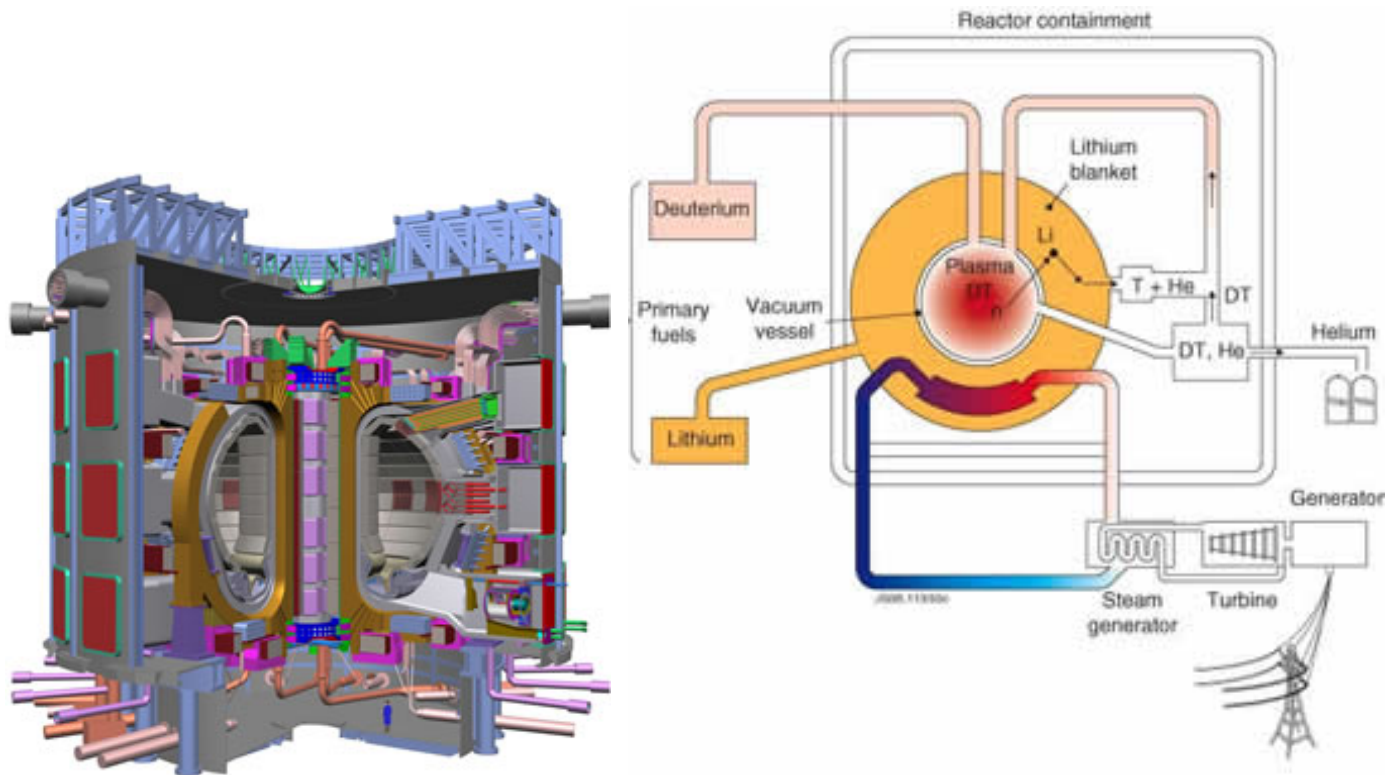 Reactor containment
Lithium
blanket
Deuterium
Li
Plasma
DT
n
T + He
DT
Primary
fuels
Vacuum
vessel
DT, He
Helium
Lithium
Generator
Steam
generator
Turbine